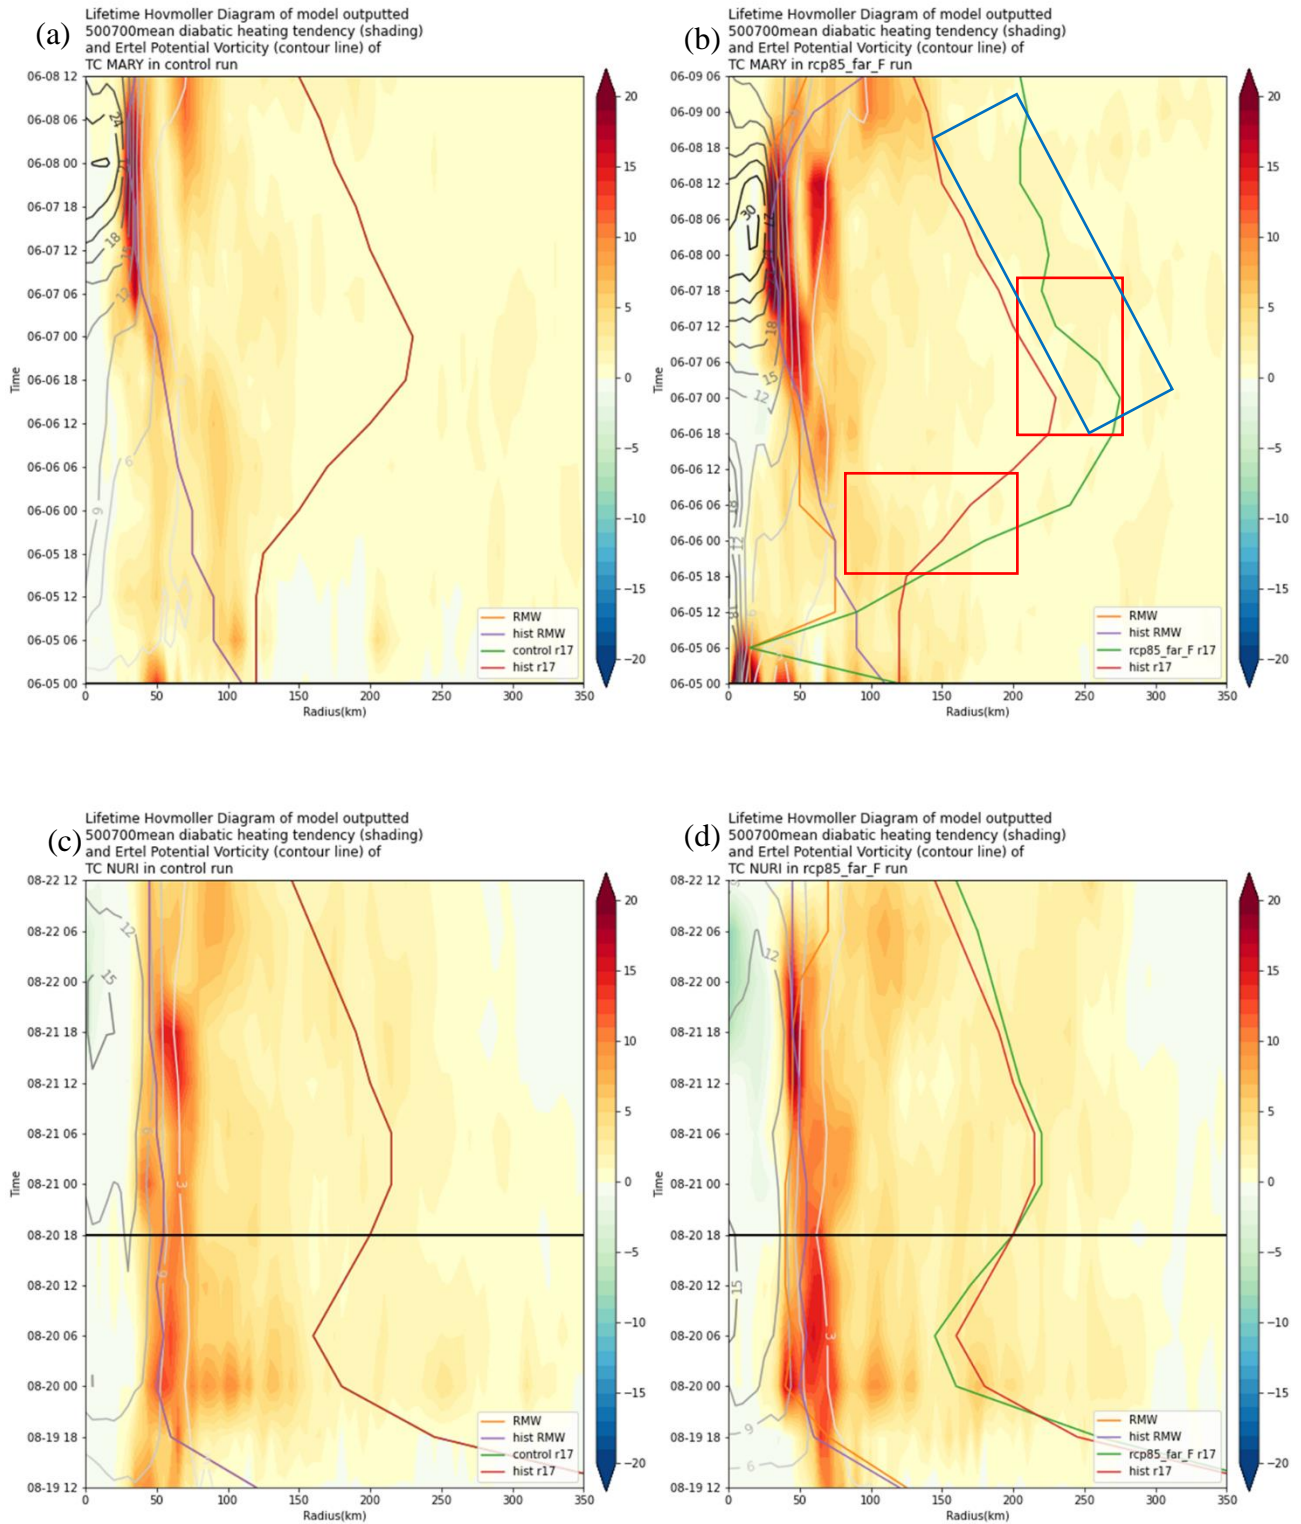 (a)
Lifetime Hovmoller Diagram of model outputted
500700mean diabatic heating tendency (shading)
and Ertel Potential Vorticity (contour line) of
TC MARY in control run
06-08 12
06-08 06
06-08 00
06-07 18
06-07 12
06-07 06
06-07 00
06-06 18
06-06 12
06-06 06
06-06 00
06-05 18
06-05 12
06-05 06
06-05 00
Time
24
18
15
12
6
9
RMW
hist RMW
control r17
hist r17
0 50 100 150 200 250 300 350
Radius(km)
20
15
10
5
0
−5
−10
−15
−20
(b)
Lifetime Hovmoller Diagram of model outputted
500700mean diabatic heating tendency (shading)
and Ertel Potential Vorticity (contour line) of
TC MARY in rcp85_far_F run
06-09 06
06-09 00
06-08 18
06-08 12
06-08 06
06-08 00
06-07 18
06-07 12
06-07 06
06-07 00
06-06 18
06-06 12
06-06 06
06-06 00
06-05 18
06-05 12
06-05 06
06-05 00
Time
30
18
15
12
12
RMW
hist RMW
rcp85_far_F r17
hist r17
0 50 100 150 200 250 300 350
Radius(km)
20
15
10
5
0
−5
−10
−15
−20
(c)
Lifetime Hovmoller Diagram of model outputted
500700mean diabatic heating tendency (shading)
and Ertel Potential Vorticity (contour line) of
TC NURI in control run
08-22 12
08-22 06
08-22 00
08-21 18
08-21 12
08-21 06
08-21 00
08-20 18
08-20 12
08-20 06
08-20 00
08-19 18
08-19 12
Time
12
15
3
RMW
hist RMW
control r17
hist r17
0 50 100 150 200 250 300 350
Radius(km)
20
15
10
5
0
−5
−10
−15
−20
(d)
Lifetime Hovmoller Diagram of model outputted
500700mean diabatic heating tendency (shading)
and Ertel Potential Vorticity (contour line) of
TC NURI in rcp85_far_F run
08-22 12
08-22 06
08-22 00
08-21 18
08-21 12
08-21 06
08-21 00
08-20 18
08-20 12
08-20 06
08-20 00
08-19 18
08-19 12
Time
12
15
3
9
6
RMW
hist RMW
rcp85_far_F r17
hist r17
0 50 100 150 200 250 300 350
Radius(km)
20
15
10
5
0
−5
−10
−15
−20